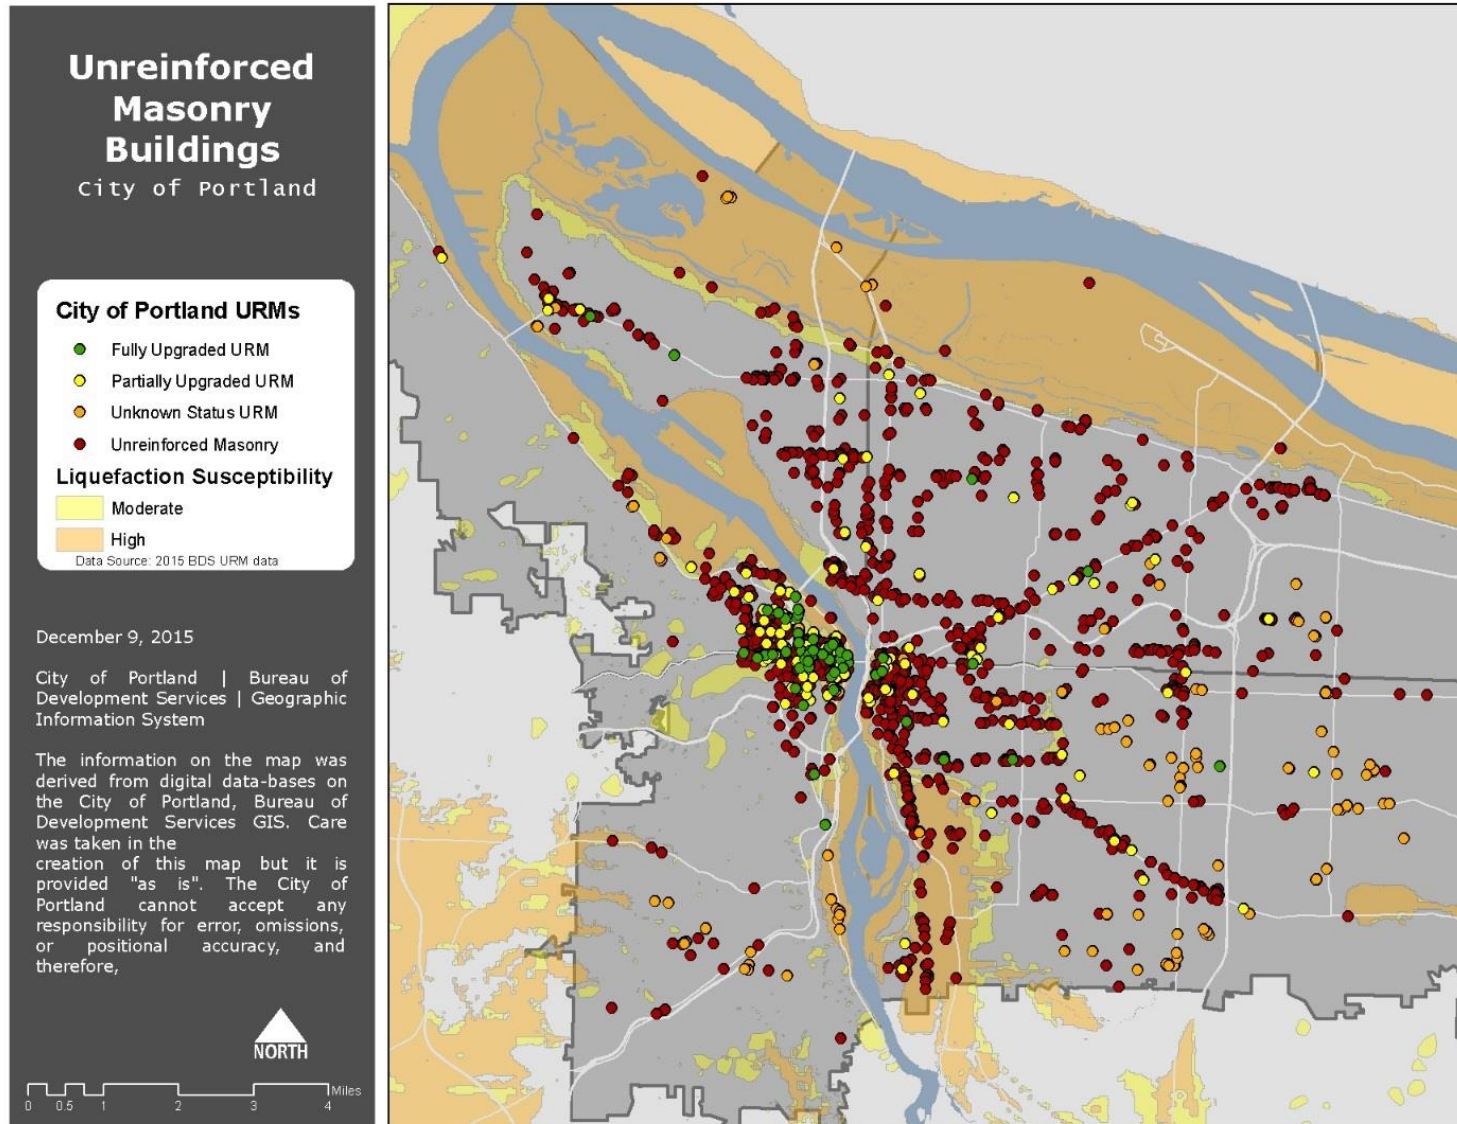 Unreinforced
Masonry
Buildings
City of Portland
City of Portland URMs
Fully Upgraded URM
Partially Upgraded URM
Unknown Status URM
Unreinforced Masonry
Liquefaction Susceptibility
Moderate
High
Data Source: 2015 BDS URM data
December 9, 2015
City of Portland | Bureau of
Development Services | Geographic
Information System
The information on the map was
derived from digital data-bases on
the City of Portland, Bureau of
Development Services GIS. Care
was taken in the
creation of this map but it is
provided "as is". The City of
Portland cannot accept any
responsibility for error, omissions,
or positional accuracy, and
therefore,
NORTH
Miles
0 0.5 1 2 3 4